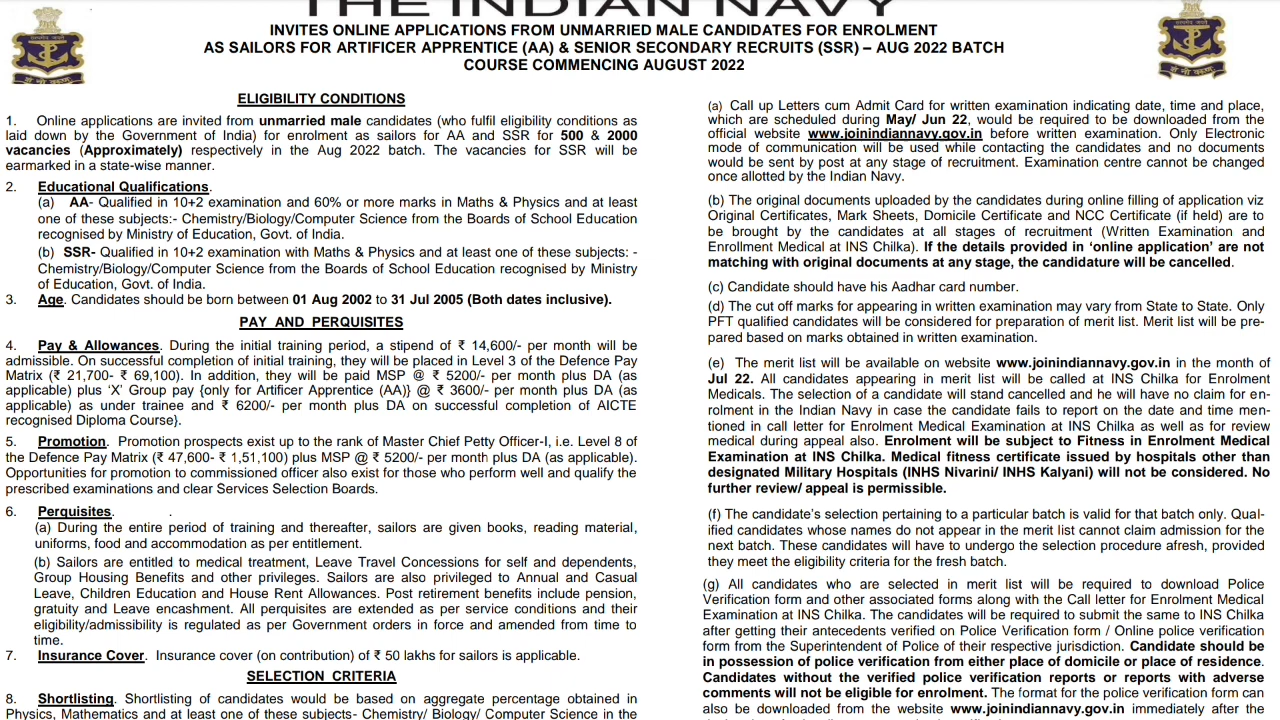 THE INDIAN NAVY
INVITES ONLINE APPLICATIONS FROM UNMARRIED MALE CANDIDATES FOR ENROLMENT
AS SAILORS FOR ARTIFICER APPRENTICE (AA) & SENIOR SECONDARY RECRUITS (SSR) – AUG 2022 BATCH
COURSE COMMENCING AUGUST 2022
ELIGIBILITY CONDITIONS
1. Online applications are invited from unmarried male candidates (who fulfil eligibility conditions as
laid down by the Government of India) for enrolment as sailors for AA and SSR for 500 & 2000
vacancies (Approximately) respectively in the Aug 2022 batch. The vacancies for SSR will be
earmarked in a state-wise manner.
2. Educational Qualifications.
(a) AA- Qualified in 10+2 examination and 60% or more marks in Maths & Physics and at least
one of these subjects:- Chemistry/Biology/Computer Science from the Boards of School Education
recognised by Ministry of Education, Govt. of India.
(b) SSR- Qualified in 10+2 examination with Maths & Physics and at least one of these subjects: -
Chemistry/Biology/Computer Science from the Boards of School Education recognised by Ministry
of Education, Govt. of India.
3. Age. Candidates should be born between 01 Aug 2002 to 31 Jul 2005 (Both dates inclusive).
PAY AND PERQUISITES
4. Pay & Allowances. During the initial training period, a stipend of ₹ 14,600/- per month will be
admissible. On successful completion of initial training, they will be placed in Level 3 of the Defence Pay
Matrix (₹ 21,700- ₹ 69,100). In addition, they will be paid MSP @ ₹ 5200/- per month plus DA (as
applicable) plus ‘X’ Group pay {only for Artificer Apprentice (AA)} @ ₹ 3600/- per month plus DA (as
applicable) as under trainee and ₹ 6200/- per month plus DA on successful completion of AICTE
recognised Diploma Course}.
5. Promotion. Promotion prospects exist up to the rank of Master Chief Petty Officer-I, i.e. Level 8 of
the Defence Pay Matrix (₹ 47,600- ₹ 1,51,100) plus MSP @ ₹ 5200/- per month plus DA (as applicable).
Opportunities for promotion to commissioned officer also exist for those who perform well and qualify the
prescribed examinations and clear Services Selection Boards.
6. Perquisites. .
(a) During the entire period of training and thereafter, sailors are given books, reading material,
uniforms, food and accommodation as per entitlement.
(b) Sailors are entitled to medical treatment, Leave Travel Concessions for self and dependents,
Group Housing Benefits and other privileges. Sailors are also privileged to Annual and Casual
Leave, Children Education and House Rent Allowances. Post retirement benefits include pension,
gratuity and Leave encashment. All perquisites are extended as per service conditions and their
eligibility/admissibility is regulated as per Government orders in force and amended from time to
time.
7. Insurance Cover. Insurance cover (on contribution) of ₹ 50 lakhs for sailors is applicable.
SELECTION CRITERIA
8. Shortlisting. Shortlisting of candidates would be based on aggregate percentage obtained in
Physics, Mathematics and at least one of these subjects- Chemistry/ Biology/ Computer Science in the
(a) Call up Letters cum Admit Card for written examination indicating date, time and place,
which are scheduled during May/ Jun 22, would be required to be downloaded from the
official website www.joinindiannavy.gov.in before written examination. Only Electronic
mode of communication will be used while contacting the candidates and no documents
would be sent by post at any stage of recruitment. Examination centre cannot be changed
once allotted by the Indian Navy.
(b) The original documents uploaded by the candidates during online filling of application viz
Original Certificates, Mark Sheets, Domicile Certificate and NCC Certificate (if held) are to
be brought by the candidates at all stages of recruitment (Written Examination and
Enrollment Medical at INS Chilka). If the details provided in ‘online application’ are not
matching with original documents at any stage, the candidature will be cancelled.
(c) Candidate should have his Aadhar card number.
(d) The cut off marks for appearing in written examination may vary from State to State. Only
PFT qualified candidates will be considered for preparation of merit list. Merit list will be pre-
pared based on marks obtained in written examination.
(e) The merit list will be available on website www.joinindiannavy.gov.in in the month of
Jul 22. All candidates appearing in merit list will be called at INS Chilka for Enrolment
Medicals. The selection of a candidate will stand cancelled and he will have no claim for en-
rolment in the Indian Navy in case the candidate fails to report on the date and time men-
tioned in call letter for Enrolment Medical Examination at INS Chilka as well as for review
medical during appeal also. Enrolment will be subject to Fitness in Enrolment Medical
Examination at INS Chilka. Medical fitness certificate issued by hospitals other than
designated Military Hospitals (INHS Nivarini/ INHS Kalyani) will not be considered. No
further review/ appeal is permissible.
(f) The candidate’s selection pertaining to a particular batch is valid for that batch only. Qual-
ified candidates whose names do not appear in the merit list cannot claim admission for the
next batch. These candidates will have to undergo the selection procedure afresh, provided
they meet the eligibility criteria for the fresh batch.
(g) All candidates who are selected in merit list will be required to download Police
Verification form and other associated forms along with the Call letter for Enrolment Medical
Examination at INS Chilka. The candidates will be required to submit the same to INS Chilka
after getting their antecedents verified on Police Verification form / Online police verification
form from the Superintendent of Police of their respective jurisdiction. Candidate should be
in possession of police verification from either place of domicile or place of residence.
Candidates without the verified police verification reports or reports with adverse
comments will not be eligible for enrolment. The format for the police verification form can
also be downloaded from the website www.joinindiannavy.gov.in immediately after the